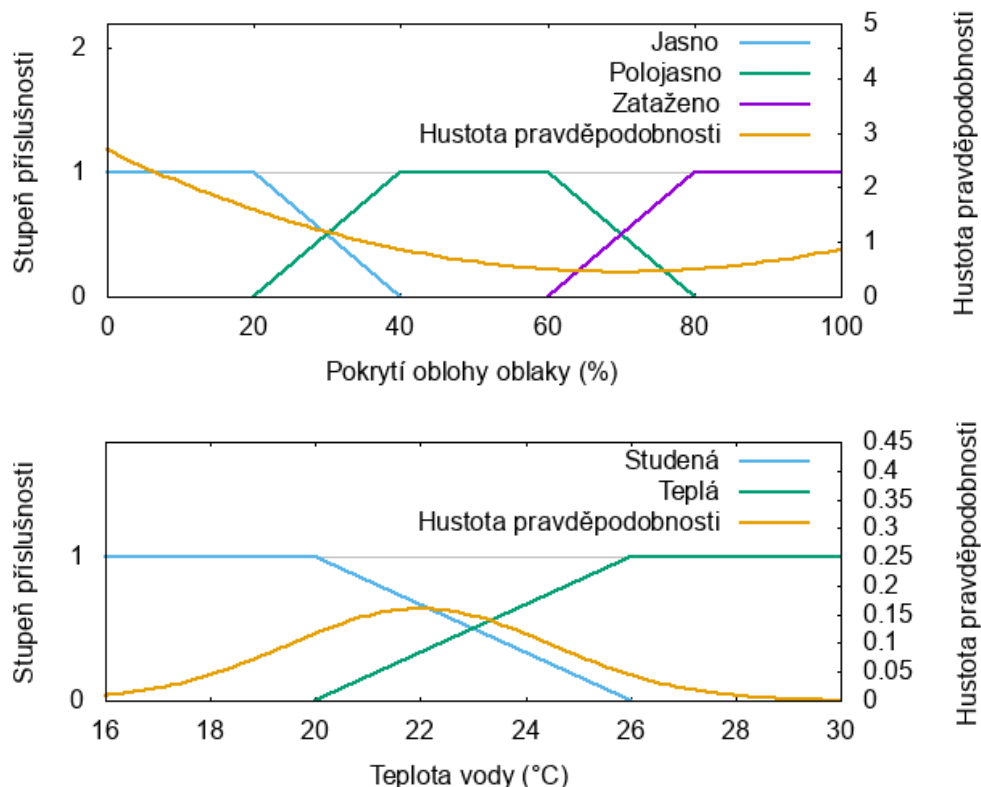 Stupeň příslušnosti
2
1
0
Jasno
Polojasno
Zataženo
Hustota pravděpodobnosti
5
4
3
2
1
0
Hustota pravděpodobnosti
0 20 40 60 80 100
Pokrytí oblohy oblaky (%)
Stupeň příslušnosti
1
0
Studená
Teplá
Hustota pravděpodobnosti
0.45
0.4
0.35
0.3
0.25
0.2
0.15
0.1
0.05
0
Hustota pravděpodobnosti
16 18 20 22 24 26 28 30
Teplota vody (°C)